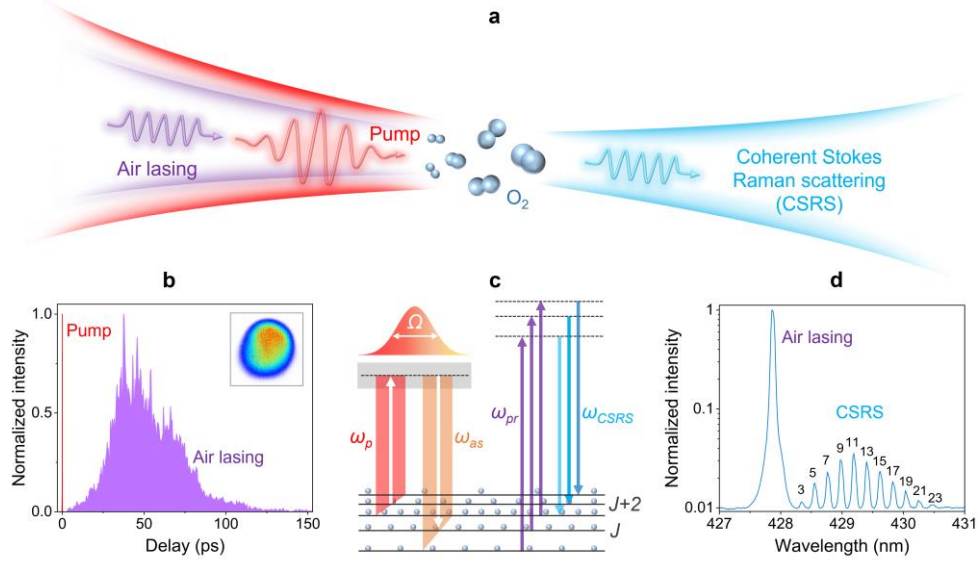 a
Pump
Air lasing
O₂
Coherent Stokes
Raman scattering
(CSRS)
b
Normalized intensity
1.0
0.5
0.0
Pump
Air lasing
0
50
100
150
Delay (ps)
c
Ω
ωp
ωas
ωpr
ωCSRS
J+2
J
d
Normalized intensity
1
0.1
0.01
Air lasing
CSRS
3
5
7
9
11
13
15
17
19
21
23
427
428
429
430
431
Wavelength (nm)